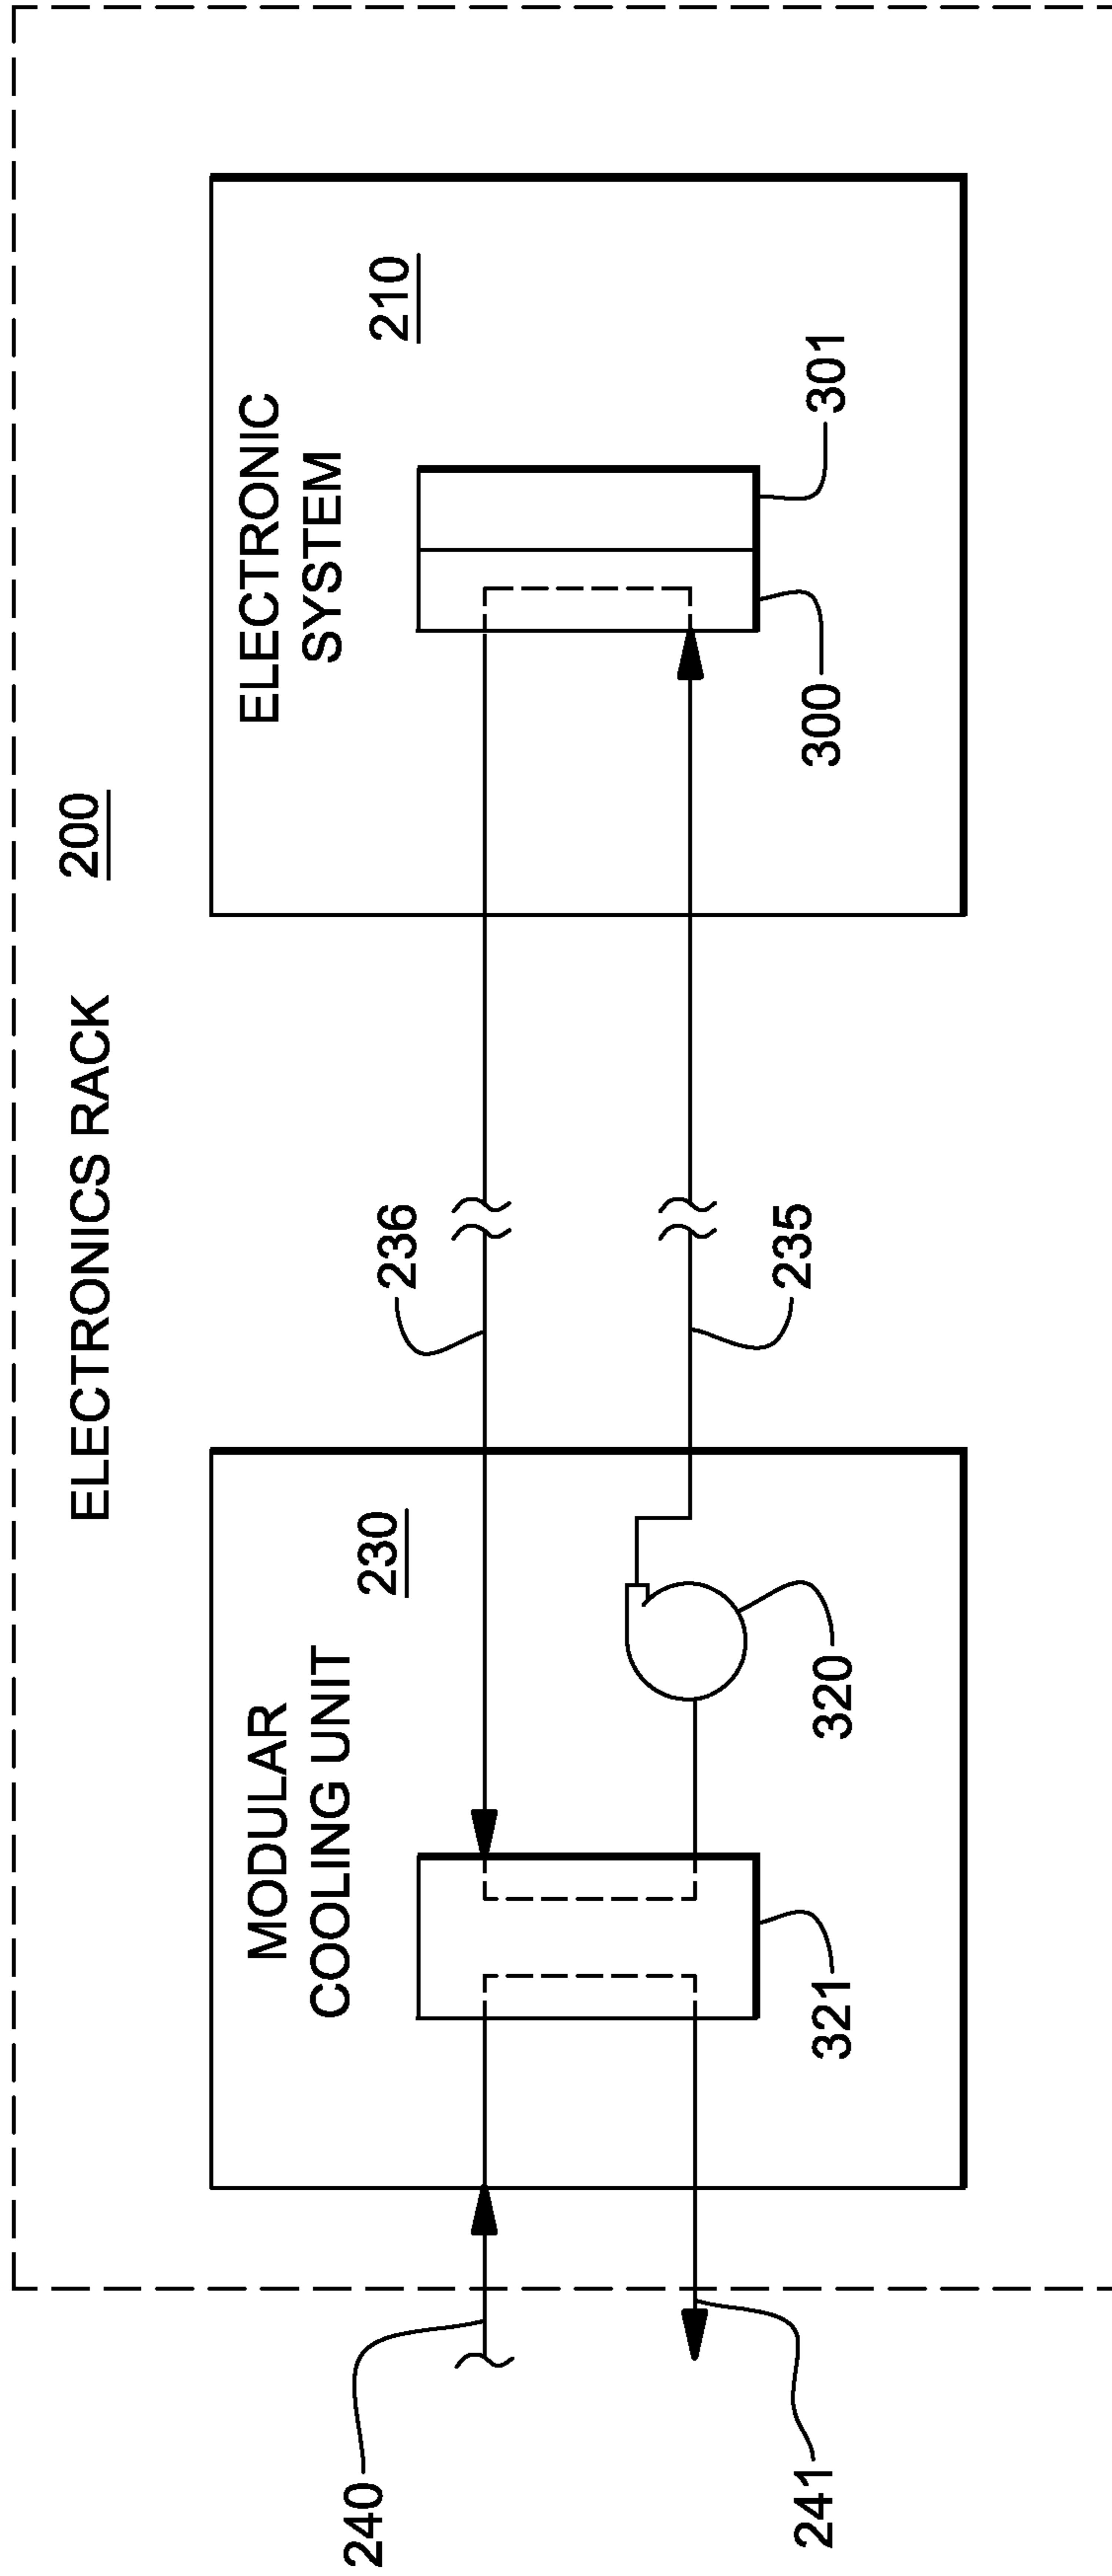 ELECTRONICS RACK 200
MODULAR
COOLING UNIT
230
ELECTRONIC
SYSTEM
210
240
236
241
321
320
235
300
301